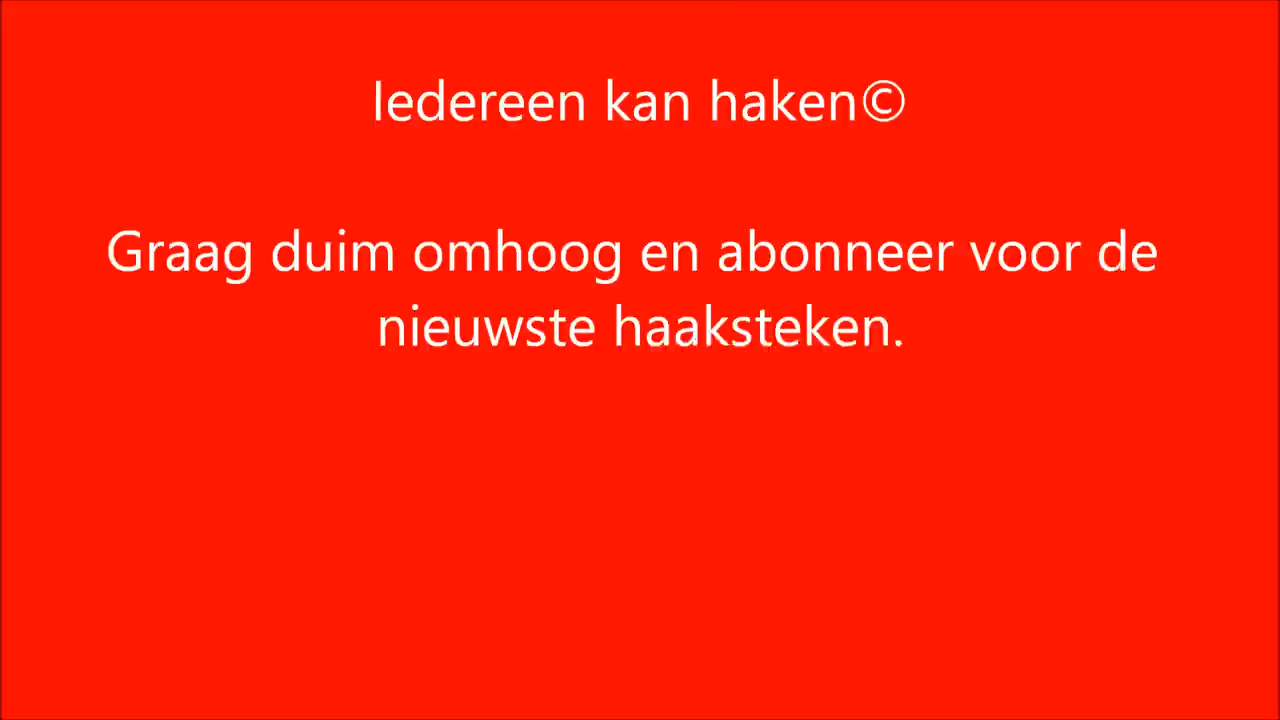 Iedereen kan haken©
Graag duim omhoog en abonneer voor de
nieuwste haaksteken.